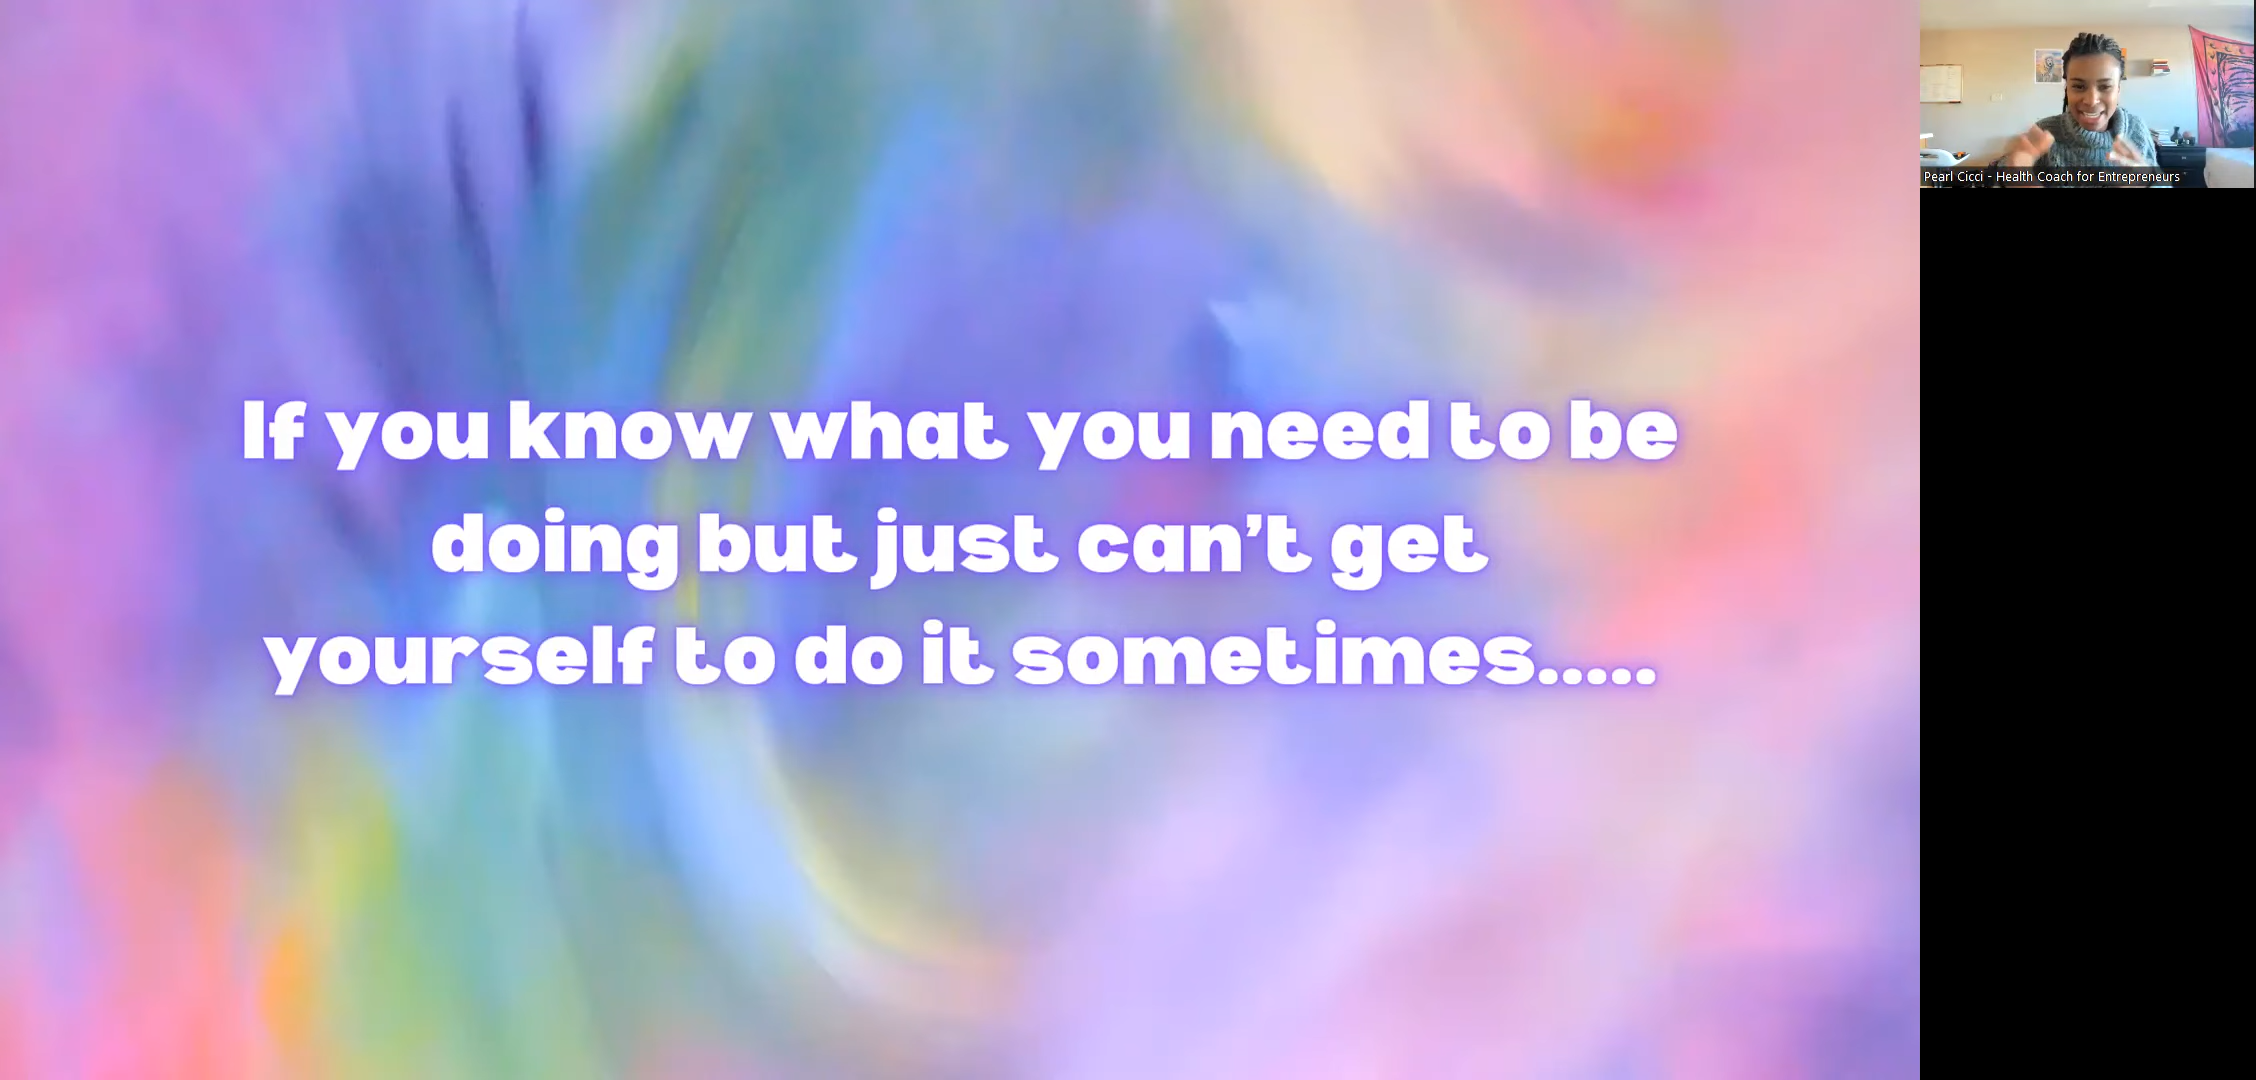 If you know what you need to be
doing but just can't get
yourself to do it sometimes.....
Pearl Cicci - Health Coach for Entrepreneurs